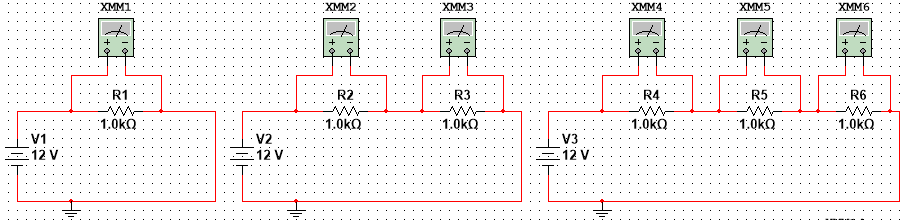 XMM1 XMM2 XMM3 XMM4 XMM5 XMM6
R1 R2 R3 R4 R5 R6
1.0kΩ 1.0kΩ 1.0kΩ 1.0kΩ 1.0kΩ 1.0kΩ
V1 V2 V3
12 V 12 V 12 V